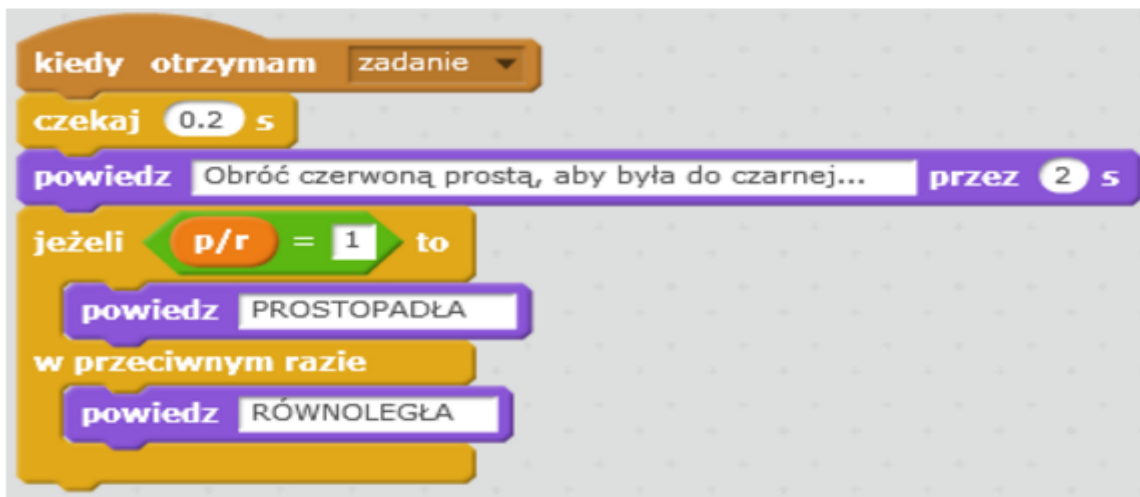 kiedy otrzymam zadanie
czekaj 0.2 s
powiedz Obróć czerwoną prostą, aby była do czarnej... przez 2 s
jeżeli p/r = 1 to
powiedz PROSTOPADŁA
w przeciwnym razie
powiedz RÓWNOLEGŁA